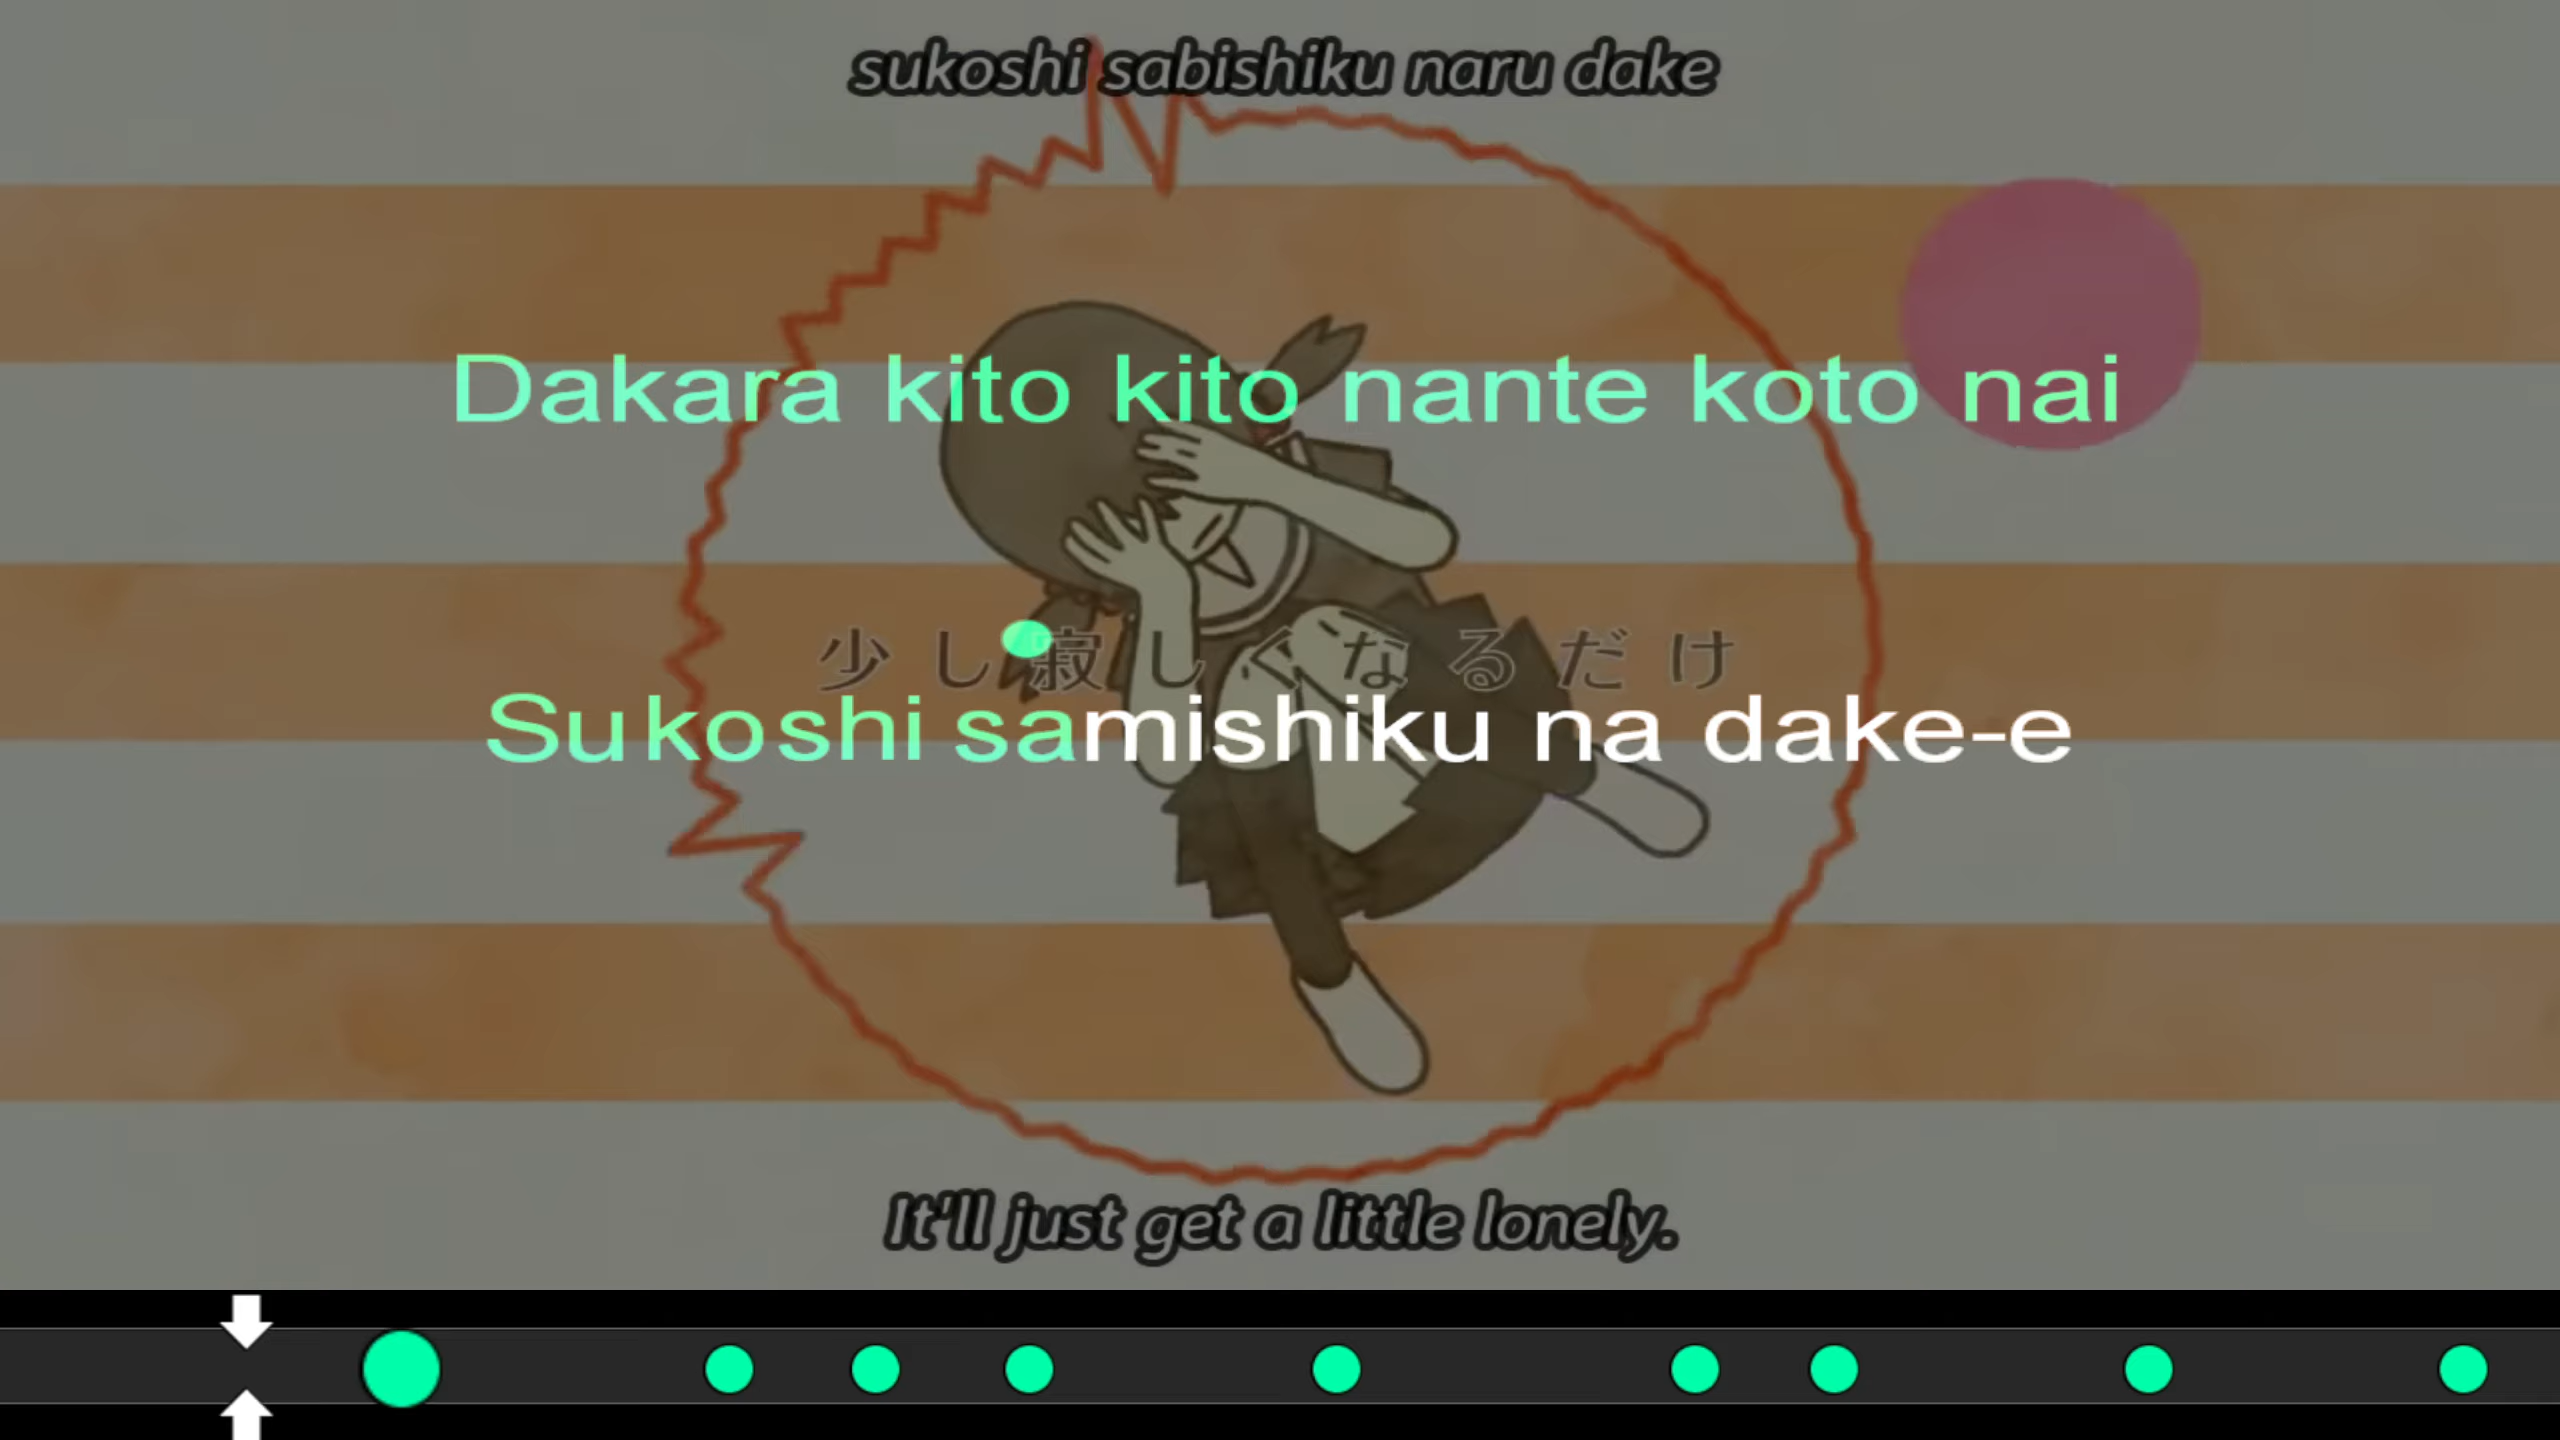 sukoshi sabishiku naru dake
Dakara kito kito nante koto nai
少し寂しくなるだけ
Sukoshi samishiku na dake-e
It'll just get a little lonely.